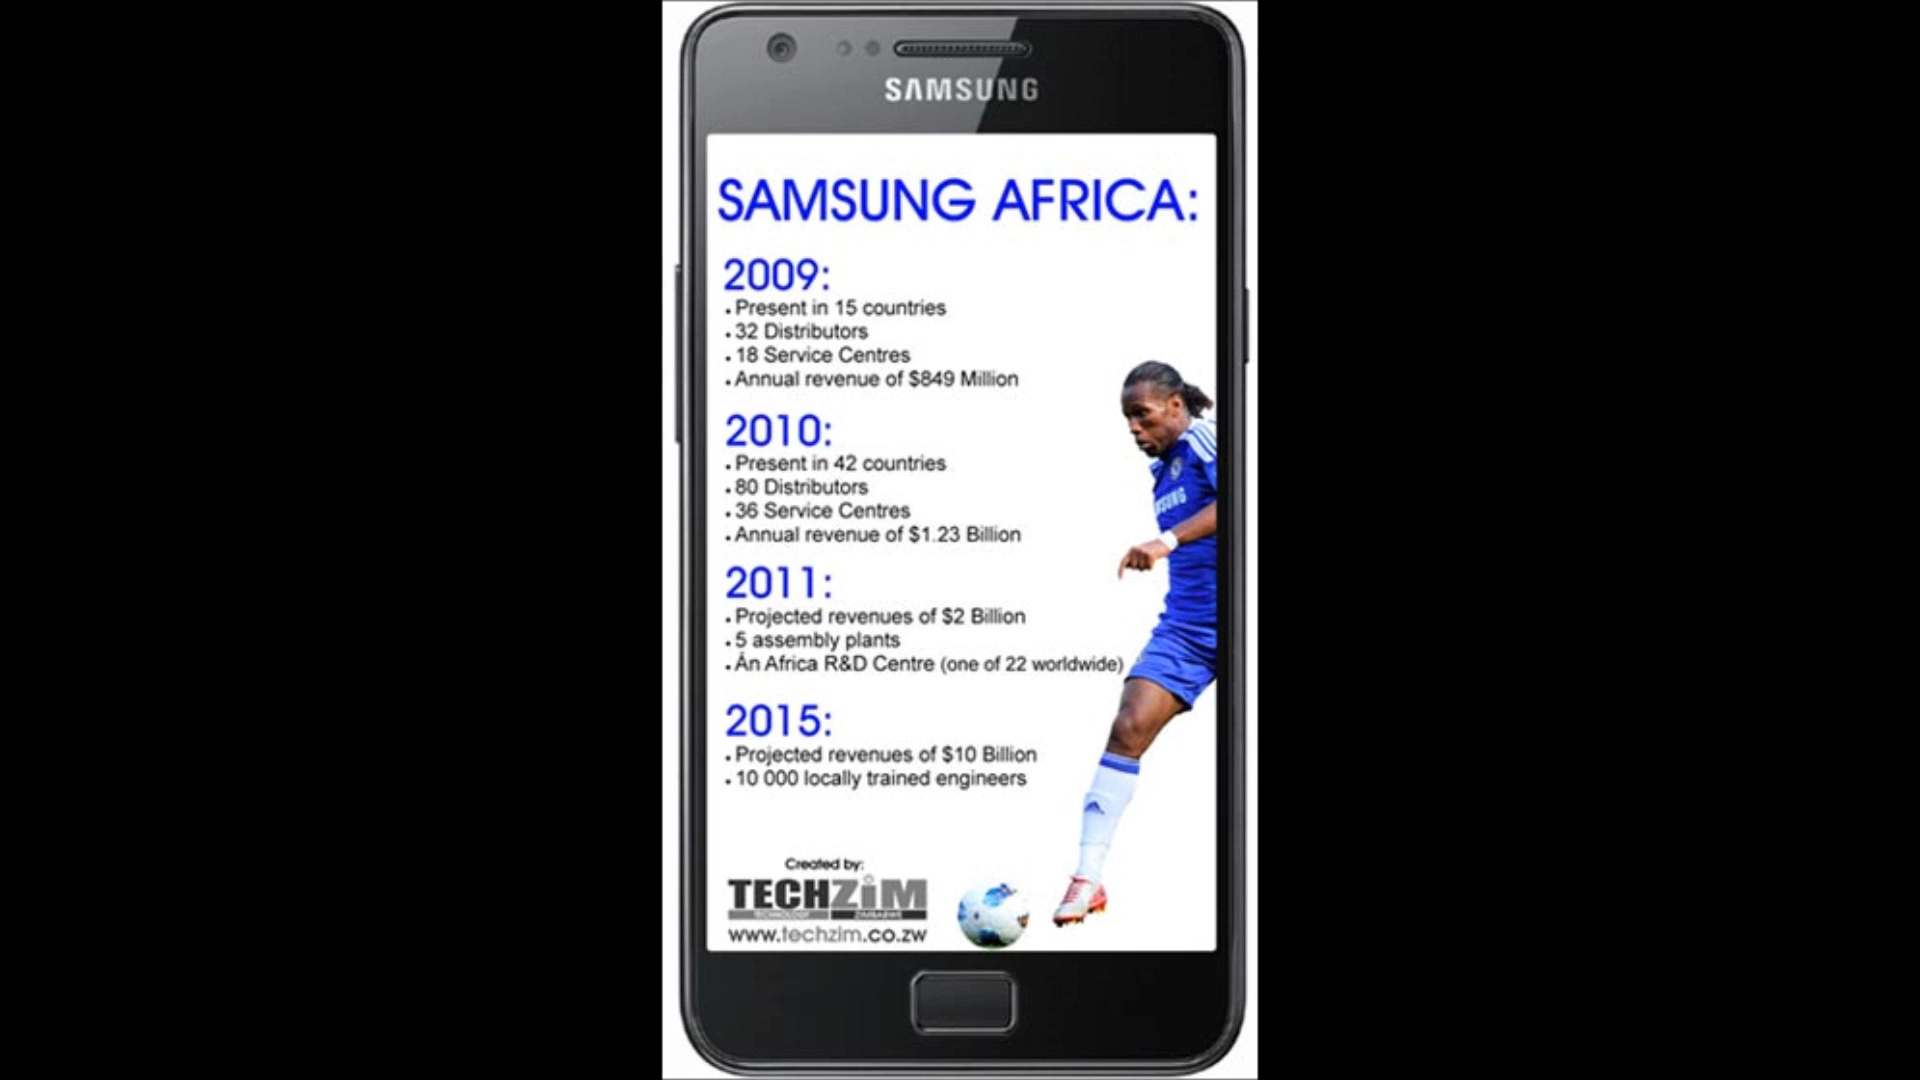 SAMSUNG
SAMSUNG AFRICA:
2009:
. Present in 15 countries
. 32 Distributors
. 18 Service Centres
. Annual revenue of $849 Million
2010:
. Present in 42 countries
. 80 Distributors
. 36 Service Centres
. Annual revenue of $1.23 Billion
2011:
. Projected revenues of $2 Billion
. 5 assembly plants
. Án Africa R&D Centre (one of 22 worldwide)
2015:
. Projected revenues of $10 Billion
. 10 000 locally trained engineers
Created by:
TECHZiM
TECHNOLOGY ZIMBABWE
www.techzim.co.zw